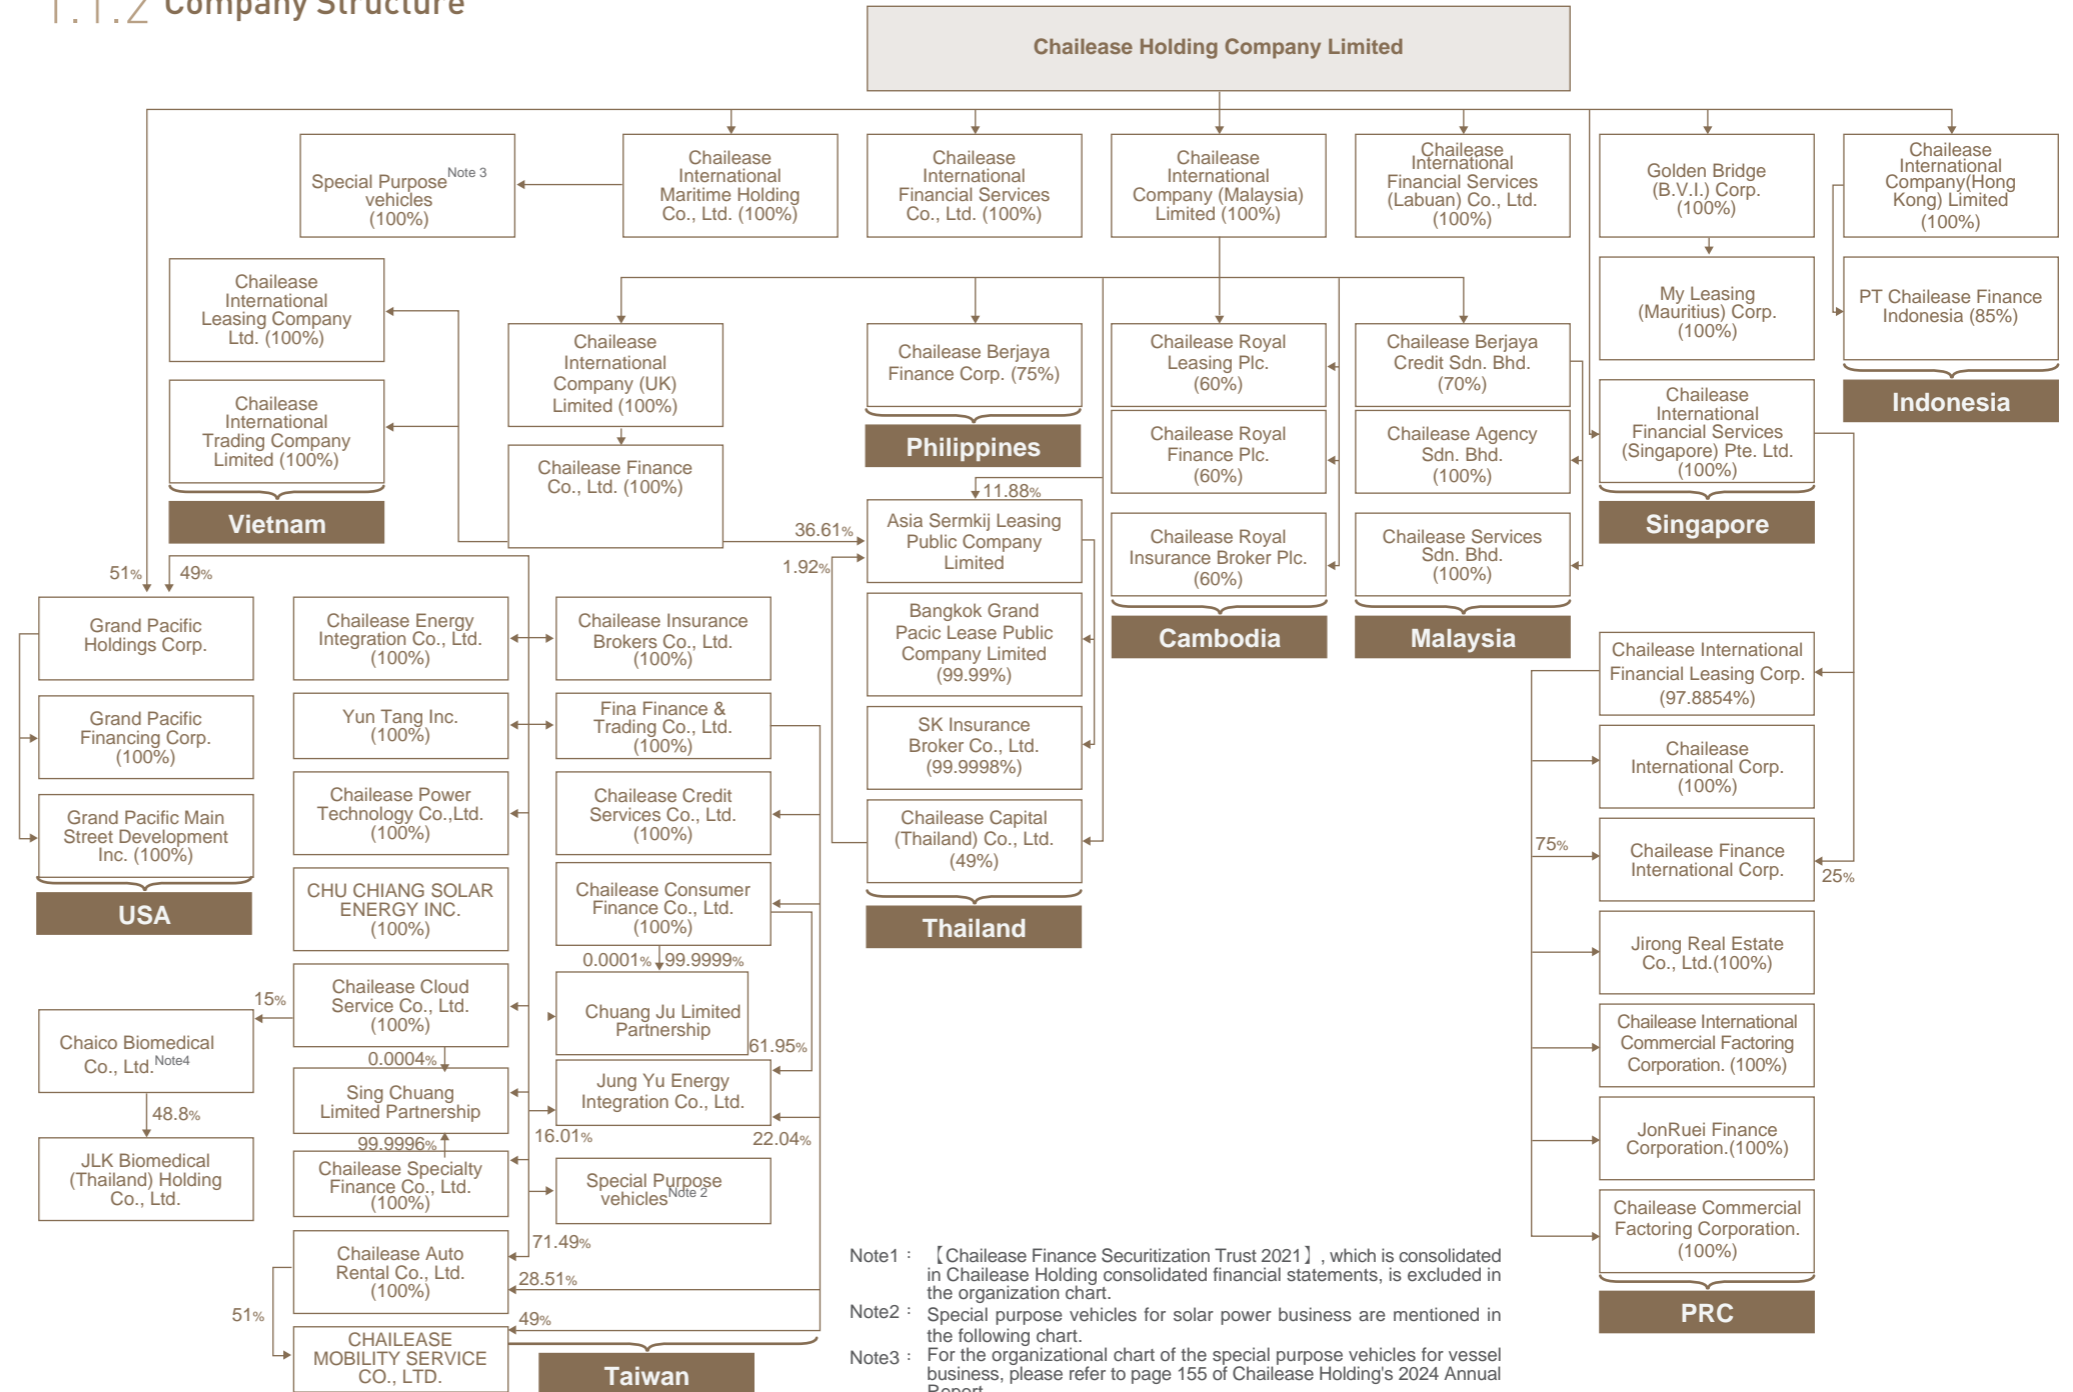 1.1.2 Company Structure
Chailease Holding Company Limited
Special Purpose Note 3
vehicles
(100%)
Chailease
International
Maritime Holding
Co., Ltd. (100%)
Chailease
International
Financial Services
Co., Ltd. (100%)
Chailease
International
Company (Malaysia)
Limited (100%)
Chailease
International
Financial Services
(Labuan) Co., Ltd.
(100%)
Golden Bridge
(B.V.I.) Corp.
(100%)
Chailease
International
Company(Hong
Kong) Limited
(100%)
Chailease
International
Leasing Company
Ltd. (100%)
My Leasing
(Mauritius) Corp.
(100%)
PT Chailease Finance
Indonesia (85%)
Indonesia
Chailease
International
Trading Company
Limited (100%)
Vietnam
Chailease
International
Company (UK)
Limited (100%)
Chailease Finance
Co., Ltd. (100%)
Chailease Berjaya
Finance Corp. (75%)
Philippines
Chailease Royal
Leasing Plc.
(60%)
Chailease Royal
Finance Plc.
(60%)
Chailease Royal
Insurance Broker Plc.
(60%)
Cambodia
Chailease Berjaya
Credit Sdn. Bhd.
(70%)
Chailease Agency
Sdn. Bhd.
(100%)
Chailease Services
Sdn. Bhd.
(100%)
Malaysia
Chailease
International
Financial Services
(Singapore) Pte. Ltd.
(100%)
Singapore
11.88%
36.61%
1.92%
Asia Sermkij Leasing
Public Company
Limited
Bangkok Grand
Pacic Lease Public
Company Limited
(99.99%)
SK Insurance
Broker Co., Ltd.
(99.9998%)
Chailease Capital
(Thailand) Co., Ltd.
(49%)
Thailand
51%
49%
Grand Pacific
Holdings Corp.
Grand Pacific
Financing Corp.
(100%)
Grand Pacific Main
Street Development
Inc. (100%)
USA
Chailease Energy
Integration Co., Ltd.
(100%)
Chailease Insurance
Brokers Co., Ltd.
(100%)
Yun Tang Inc.
(100%)
Fina Finance &
Trading Co., Ltd.
(100%)
Chailease Power
Technology Co.,Ltd.
(100%)
Chailease Credit
Services Co., Ltd.
(100%)
CHU CHIANG SOLAR
ENERGY INC.
(100%)
Chailease Consumer
Finance Co., Ltd.
(100%)
0.0001%
99.9999%
Chailease Cloud
Service Co., Ltd.
(100%)
15%
Chuang Ju Limited
Partnership
61.95%
Chaico Biomedical
Co., Ltd.Note4
0.0004%
Sing Chuang
Limited Partnership
99.9996%
Jung Yu Energy
Integration Co., Ltd.
16.01%
22.04%
48.8%
JLK Biomedical
(Thailand) Holding
Co., Ltd.
Chailease Specialty
Finance Co., Ltd.
(100%)
Special Purpose
vehiclesNote 2
71.49%
Chailease Auto
Rental Co., Ltd.
(100%)
28.51%
51%
49%
CHAILEASE
MOBILITY SERVICE
CO., LTD.
Taiwan
Chailease International
Financial Leasing Corp.
(97.8854%)
Chailease
International Corp.
(100%)
75%
Chailease Finance
International Corp.
25%
Jirong Real Estate
Co., Ltd.(100%)
Chailease International
Commercial Factoring
Corporation. (100%)
JonRuei Finance
Corporation.(100%)
Chailease Commercial
Factoring Corporation.
(100%)
PRC
Note1 : 【Chailease Finance Securitization Trust 2021】, which is consolidated
in Chailease Holding consolidated financial statements, is excluded in
the organization chart.
Note2 : Special purpose vehicles for solar power business are mentioned in
the following chart.
Note3 : For the organizational chart of the special purpose vehicles for vessel
business, please refer to page 155 of Chailease Holding's 2024 Annual
Report